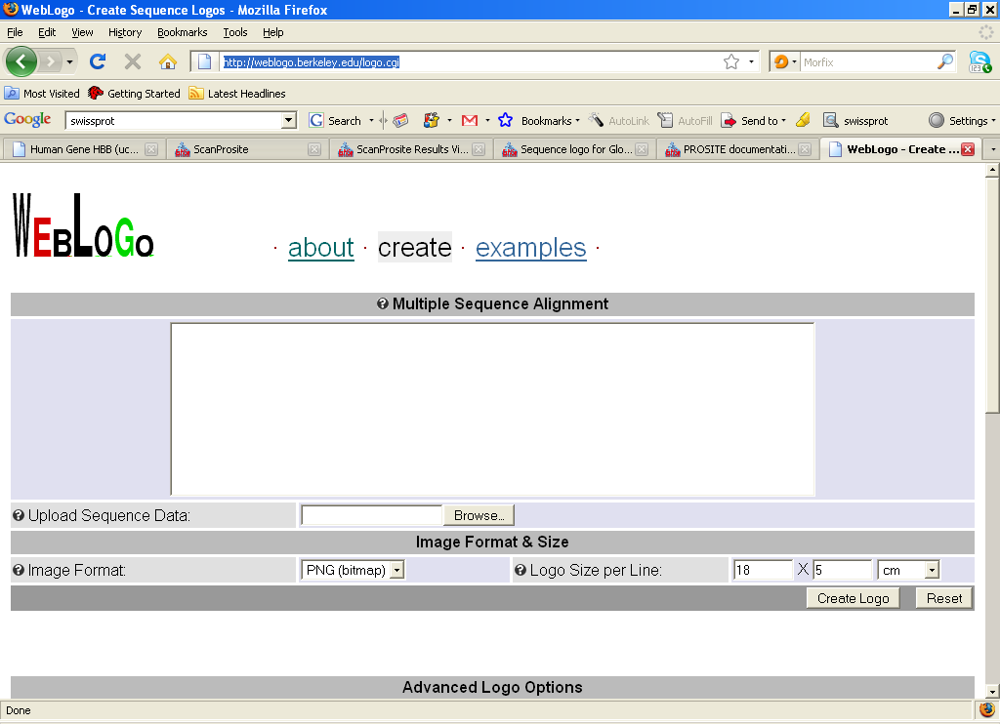 WebLogo - Create Sequence Logos - Mozilla Firefox
File Edit View History Bookmarks Tools Help
http://weblogo.berkeley.edu/logo.cgi Morfix
Most Visited Getting Started Latest Headlines
Google swissprot G Search Bookmarks AutoLink AutoFill Send to swissprot Settings
Human Gene HBB (uc... ScanProsite ScanProsite Results Vi... Sequence logo for Glo... PROSITE documentati... WebLogo - Create ...
WEBLOGO
· about · create · examples ·
? Multiple Sequence Alignment
? Upload Sequence Data: Browse...
Image Format & Size
? Image Format: PNG (bitmap) ? Logo Size per Line: 18 X 5 cm
Create Logo Reset
Advanced Logo Options
Done